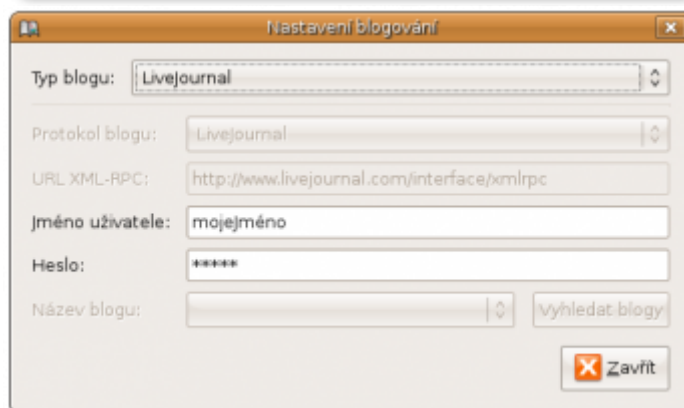 Nastavení blogování
Typ blogu: LiveJournal
Protokol blogu: LiveJournal
URL XML-RPC: http://www.livejournal.com/interface/xmlrpc
Jméno uživatele: mojeJméno
Heslo: *****
Název blogu: Vyhledat blogy
Zavřít